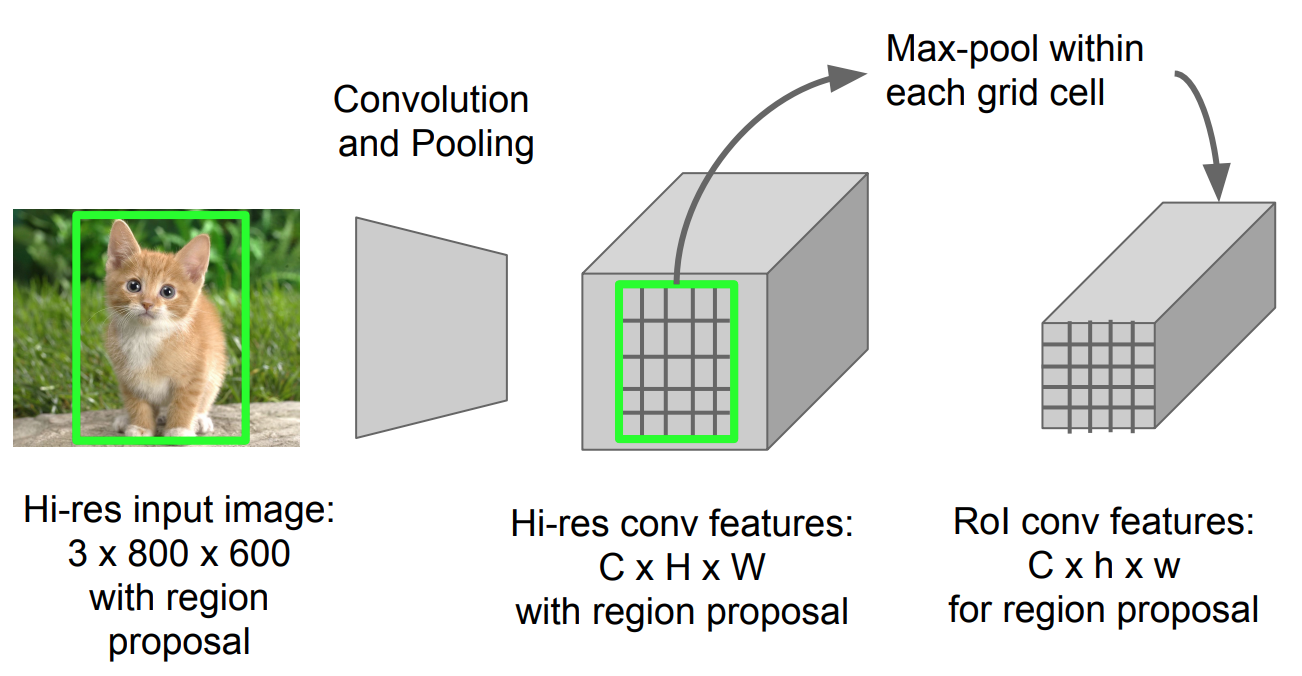 Convolution
and Pooling
Max-pool within
each grid cell
Hi-res input image:
3 x 800 x 600
with region
proposal
Hi-res conv features:
C x H x W
with region proposal
RoI conv features:
C x h x w
for region proposal